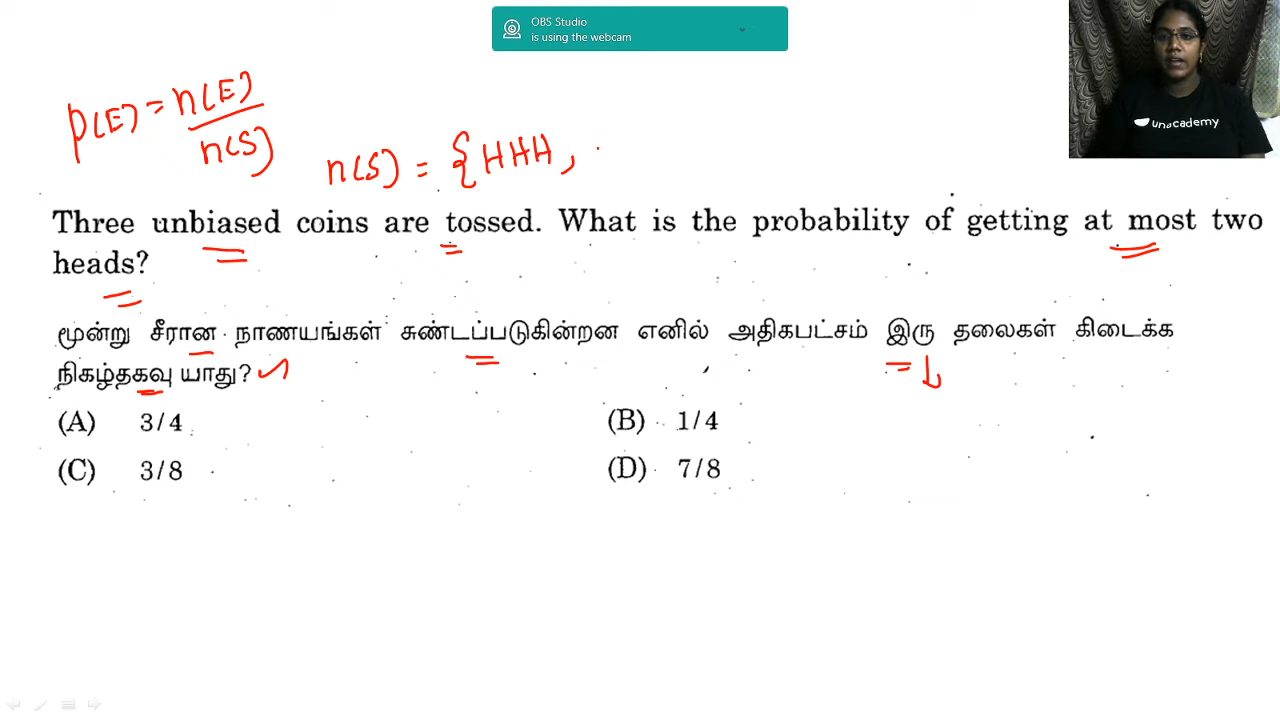 OBS Studio
is using the webcam
unacademy
P(E) = n(E)
n(S)
n(S) = {HHH,
Three unbiased coins are tossed. What is the probability of getting at most two
heads?
மூன்று சீரான நாணயங்கள் சுண்டப்படுகின்றன எனில் அதிகபட்சம் இரு தலைகள் கிடைக்க
நிகழ்தகவு யாது?
(A) 3/4 (B) 1/4
(C) 3/8 (D) 7/8